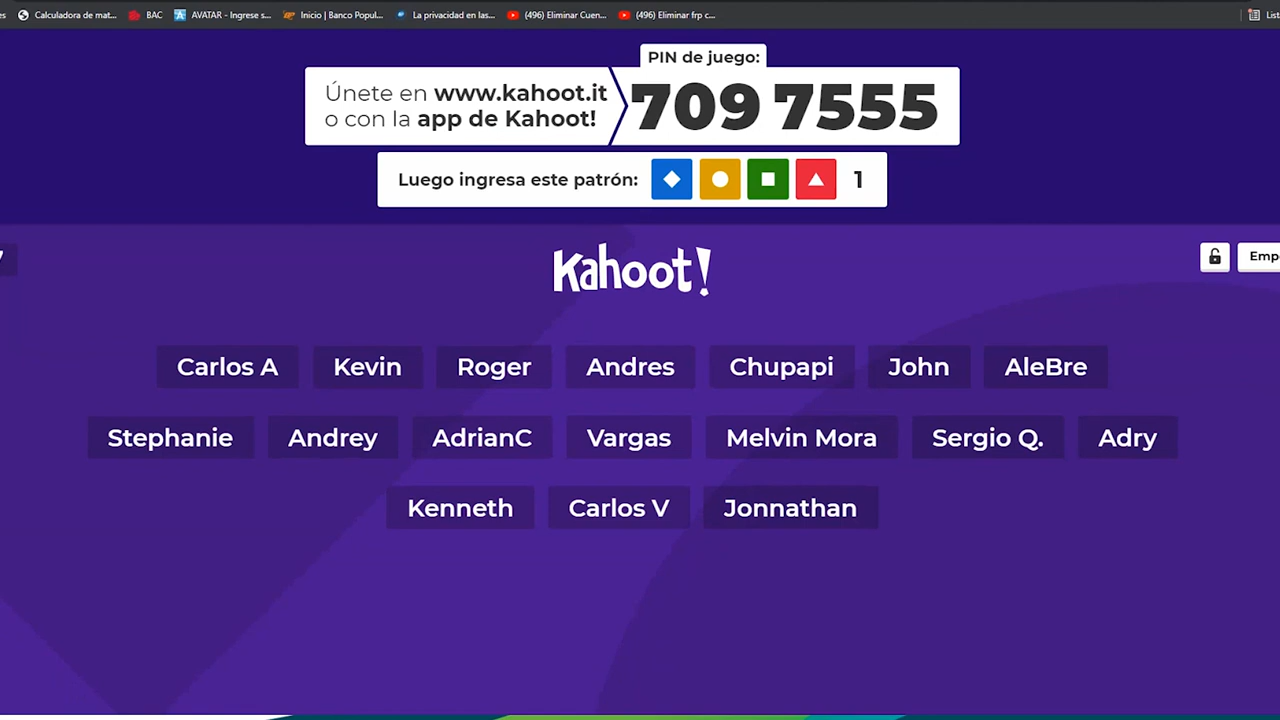 es Calculadora de mat... BAC AVATAR - Ingrese s... Inicio | Banco Popul... La privacidad en las... (496) Eliminar Cuen... (496) Eliminar frp c... List
PIN de juego:
Únete en www.kahoot.it
o con la app de Kahoot!
709 7555
Luego ingresa este patrón: 1
Kahoot!
Emp
Carlos A Kevin Roger Andres Chupapi John AleBre
Stephanie Andrey AdrianC Vargas Melvin Mora Sergio Q. Adry
Kenneth Carlos V Jonnathan